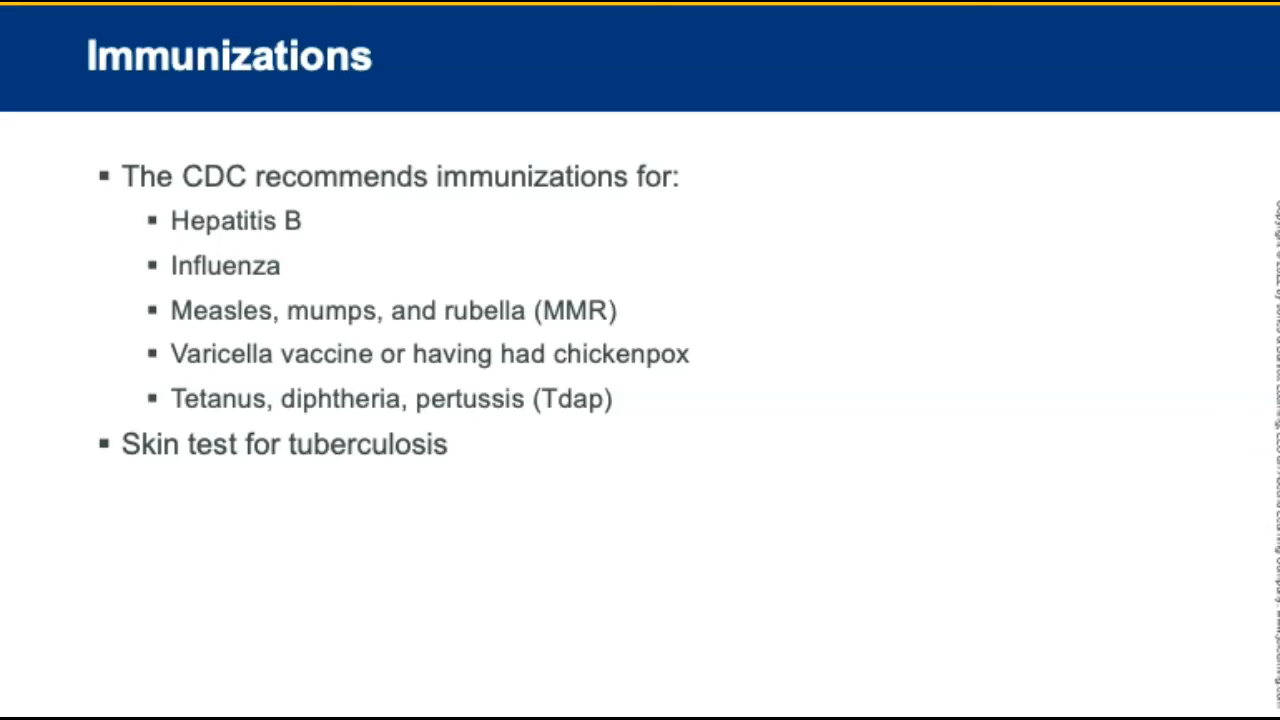 Immunizations
▪ The CDC recommends immunizations for:
▪ Hepatitis B
▪ Influenza
▪ Measles, mumps, and rubella (MMR)
▪ Varicella vaccine or having had chickenpox
▪ Tetanus, diphtheria, pertussis (Tdap)
▪ Skin test for tuberculosis